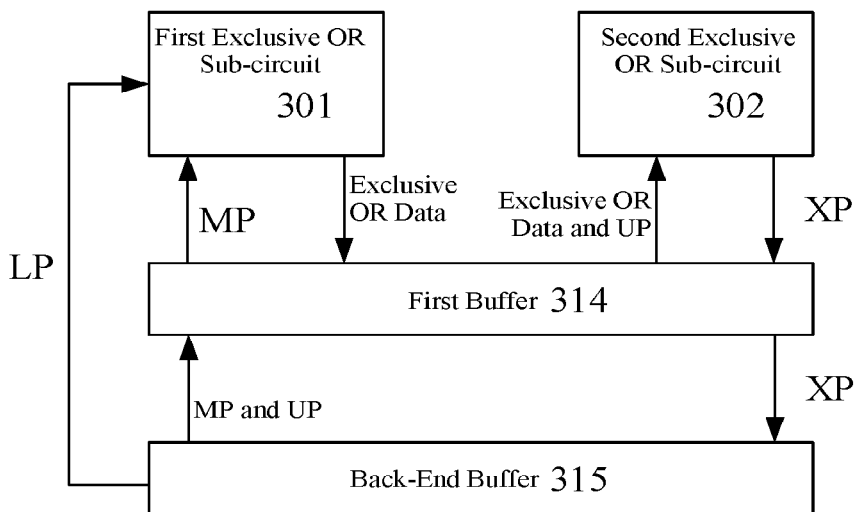 First Exclusive OR
Sub-circuit
301
Second Exclusive
OR Sub-circuit
302
LP
MP
Exclusive
OR Data
Exclusive OR
Data and UP
XP
First Buffer 314
MP and UP
XP
Back-End Buffer 315